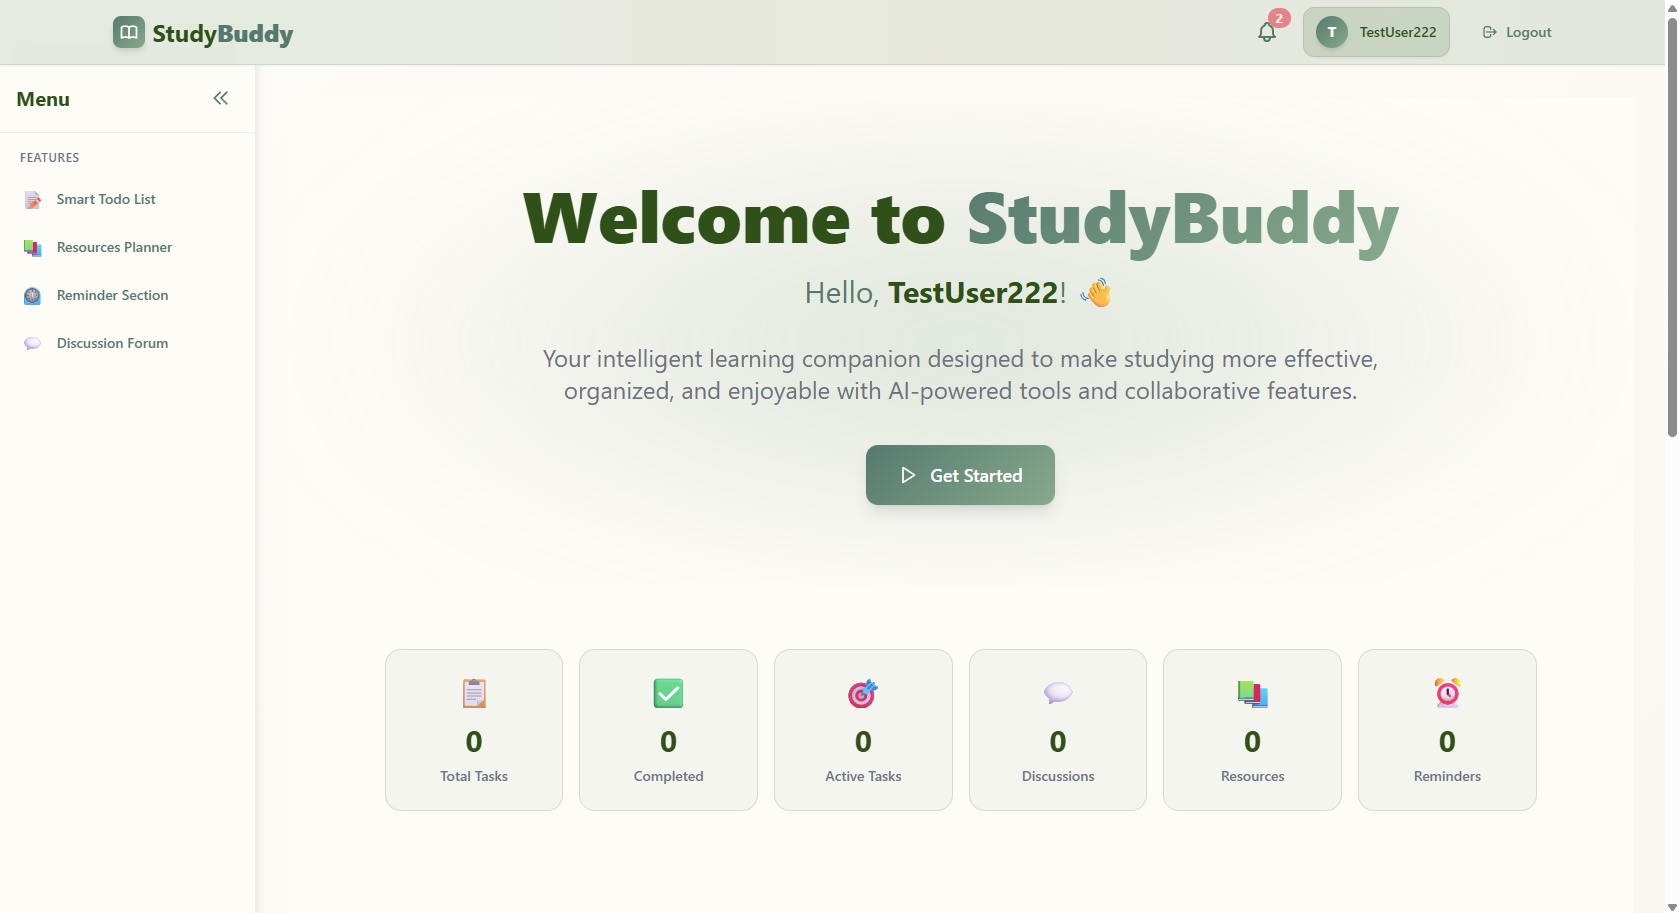 StudyBuddy
2
T
TestUser222
Logout
Menu
FEATURES
Smart Todo List
Resources Planner
Reminder Section
Discussion Forum
Welcome to StudyBuddy
Hello, TestUser222! 👋
Your intelligent learning companion designed to make studying more effective,
organized, and enjoyable with AI-powered tools and collaborative features.
Get Started
0
Total Tasks
0
Completed
0
Active Tasks
0
Discussions
0
Resources
0
Reminders